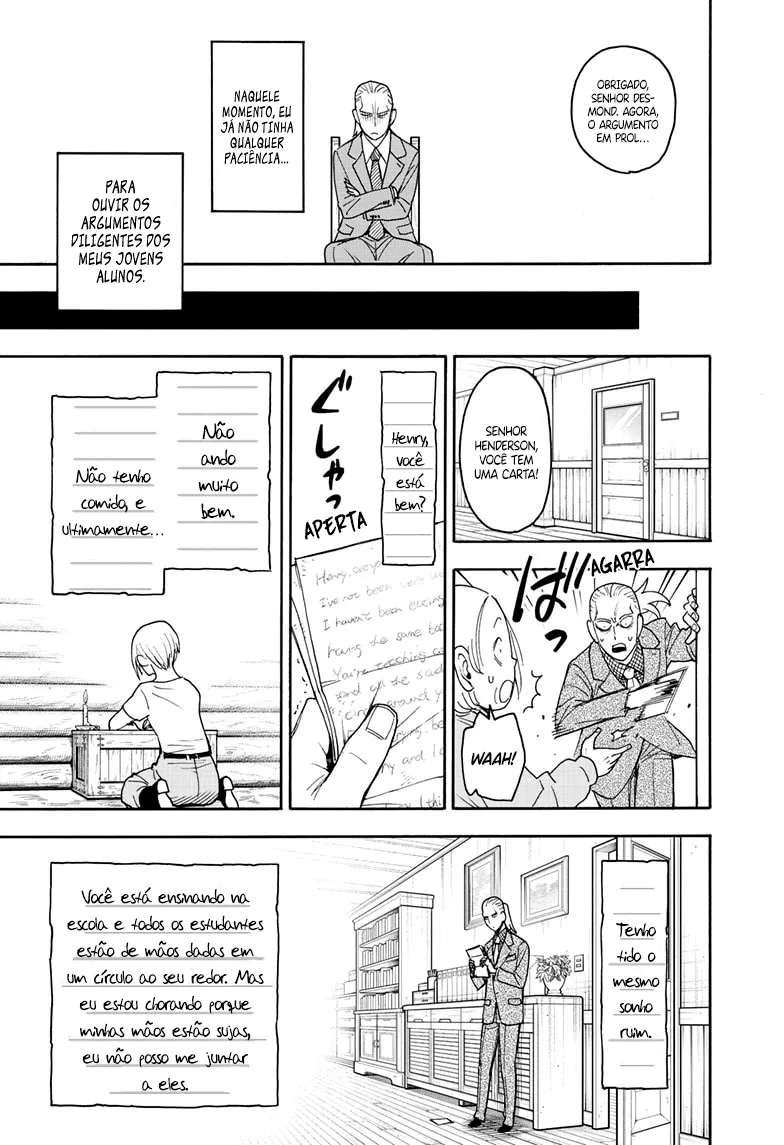 OBRIGADO,
SENHOR DES-
MOND. AGORA,
O ARGUMENTO
EM PROL...
NAQUELE
MOMENTO, EU
JÁ NÃO TINHA
QUALQUER
PACIÊNCIA...
PARA
OUVIR OS
ARGUMENTOS
DILIGENTES DOS
MEUS JOVENS
ALUNOS.
SENHOR
HENDERSON,
VOCÊ TEM
UMA CARTA!
AGARRA
ばっ
WAAH!
Henry,
você
está
bem?
ぐしゃっ
APERTA
I've not been very
I haven't been eating
having the same
and all the
around
Não
ando
muito
bem.
Não tenho
comido, e
ultimamente...
Tenho
tido o
mesmo
sonho
ruim.
Você está ensinando na
escola e todos os estudantes
estão de mãos dadas em
um círculo ao seu redor. Mas
eu estou chorando porque
minhas mãos estão sujas,
eu não posso me juntar
a eles.